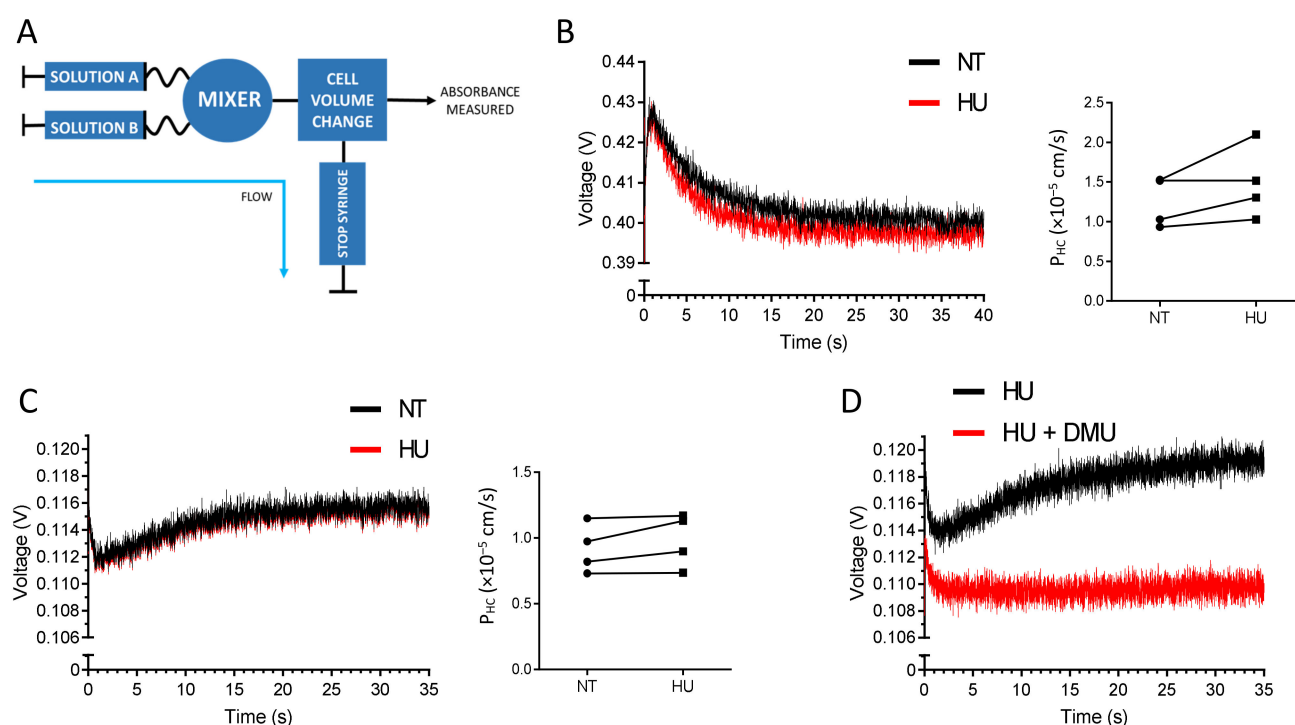 A
SOLUTION A
SOLUTION B
MIXER
CELL
VOLUME
CHANGE
ABSORBANCE
MEASURED
FLOW
STOP SYRINGE
B
NT
HU
0.44
0.43
0.42
0.41
0.40
0.39
0
Voltage (V)
0 5 10 15 20 25 30 35 40
Time (s)
2.5
2.0
1.5
1.0
0.5
0.0
P_HC (×10⁻⁵ cm/s)
NT HU
C
NT
HU
0.120
0.118
0.116
0.114
0.112
0.110
0.108
0.106
0
Voltage (V)
0 5 10 15 20 25 30 35
Time (s)
1.5
1.0
0.5
0.0
P_HC (×10⁻⁵ cm/s)
NT HU
D
HU
HU + DMU
0.120
0.118
0.116
0.114
0.112
0.110
0.108
0.106
0
Voltage (V)
0 5 10 15 20 25 30 35
Time (s)